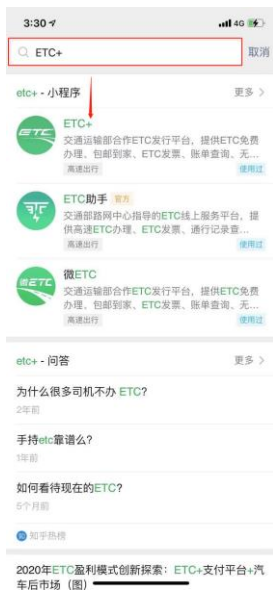 3:30
4G
ETC+
取消
etc+ - 小程序
更多
ETC
ETC+
交通运输部合作ETC发行平台，提供ETC免费
办理、包邮到家、ETC发票、账单查询、无...
高速出行
使用过
ETC助手 官方
交通部路网中心指导的ETC线上服务平台，提
供高速ETC办理、ETC发票、通行记录查...
高速出行
使用过
微ETC
微ETC
交通运输部合作ETC发行平台，提供ETC免费
办理、包邮到家、ETC发票、账单查询、无...
高速出行
使用过
etc+ - 问答
更多
为什么很多司机不办 ETC?
2年前
手持etc靠谱么?
1年前
如何看待现在的ETC?
5个月前
知乎热榜
2020年ETC盈利模式创新探索：ETC+支付平台+汽
车后市场（图）